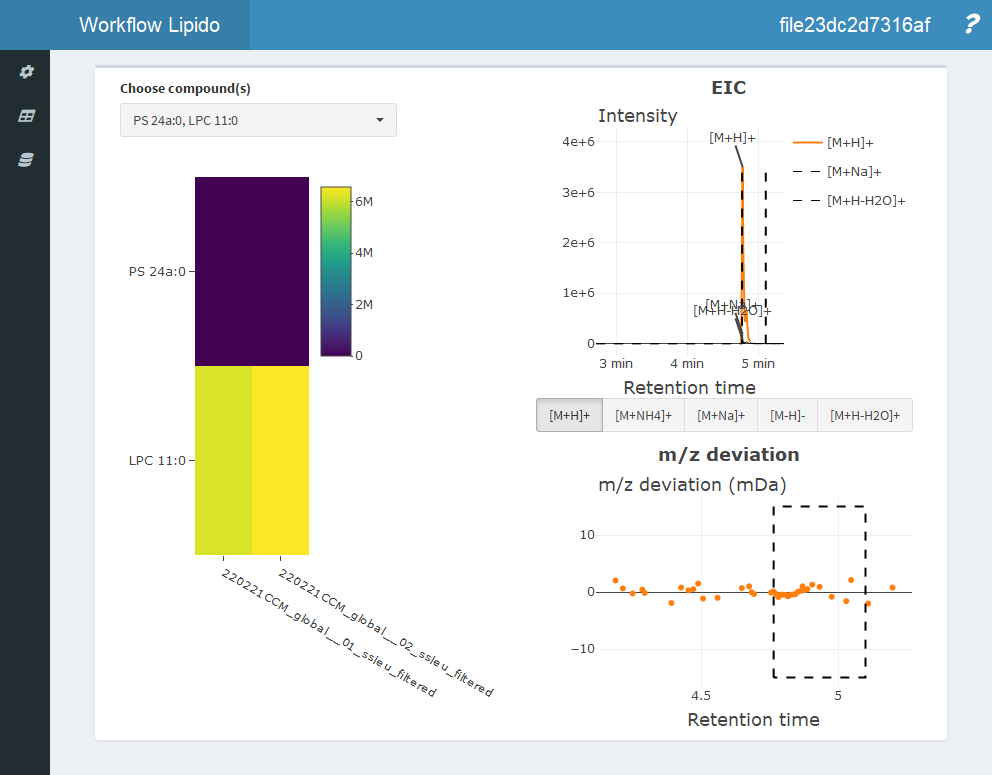 Workflow Lipido
file23dc2d7316af
?
Choose compound(s)
PS 24a:0, LPC 11:0
PS 24a:0
LPC 11:0
6M
4M
2M
0
220221CCM_global__01_ssleu_filtered
220221CCM_global__02_ssleu_filtered
EIC
Intensity
4e+6
3e+6
2e+6
1e+6
0
[M+H]+
[M+Na]+
[M+H-H2O]+
3 min
4 min
5 min
Retention time
[M+H]+
[M+Na]+
[M+H-H2O]+
[M+H]+
[M+NH4]+
[M+Na]+
[M-H]-
[M+H-H2O]+
m/z deviation
m/z deviation (mDa)
10
0
−10
4.5
5
Retention time